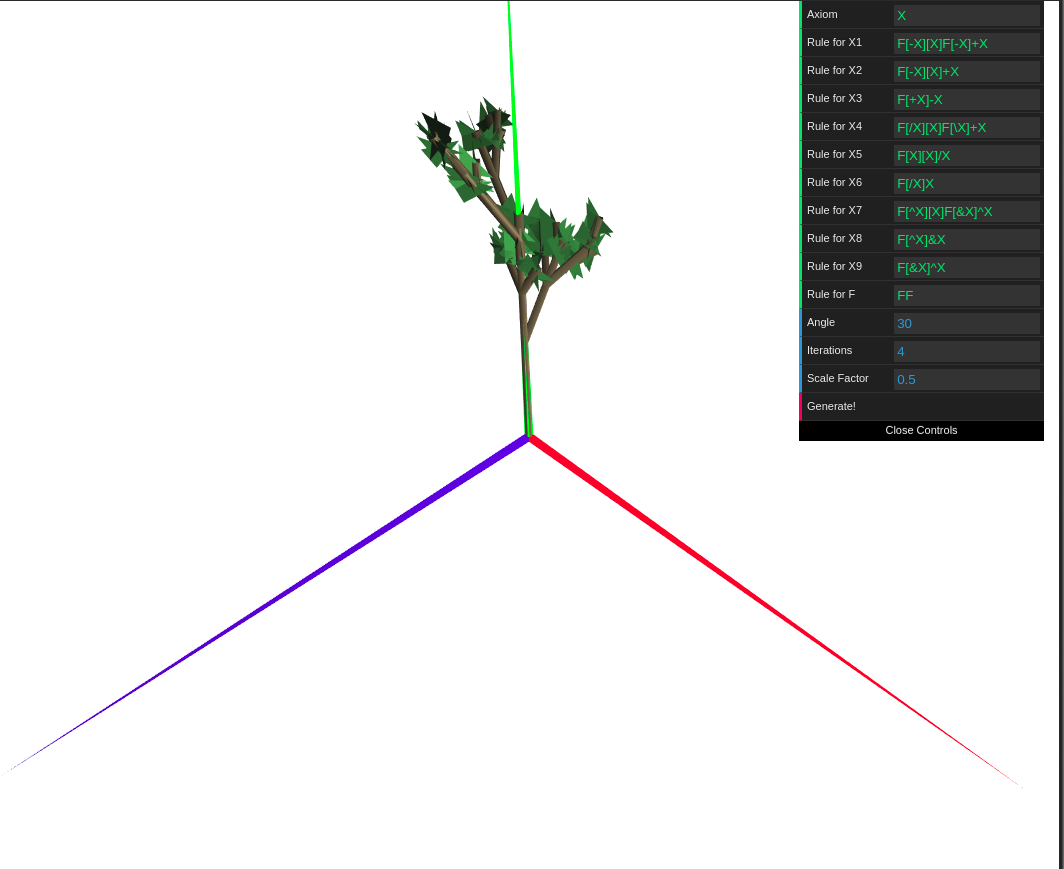 Axiom X
Rule for X1 F[-X][X]F[-X]+X
Rule for X2 F[-X][X]+X
Rule for X3 F[+X]-X
Rule for X4 F[/X][X]F[\X]+X
Rule for X5 F[X][X]/X
Rule for X6 F[/X]X
Rule for X7 F[^X][X]F[&X]^X
Rule for X8 F[^X]&X
Rule for X9 F[&X]^X
Rule for F FF
Angle 30
Iterations 4
Scale Factor 0.5
Generate!
Close Controls